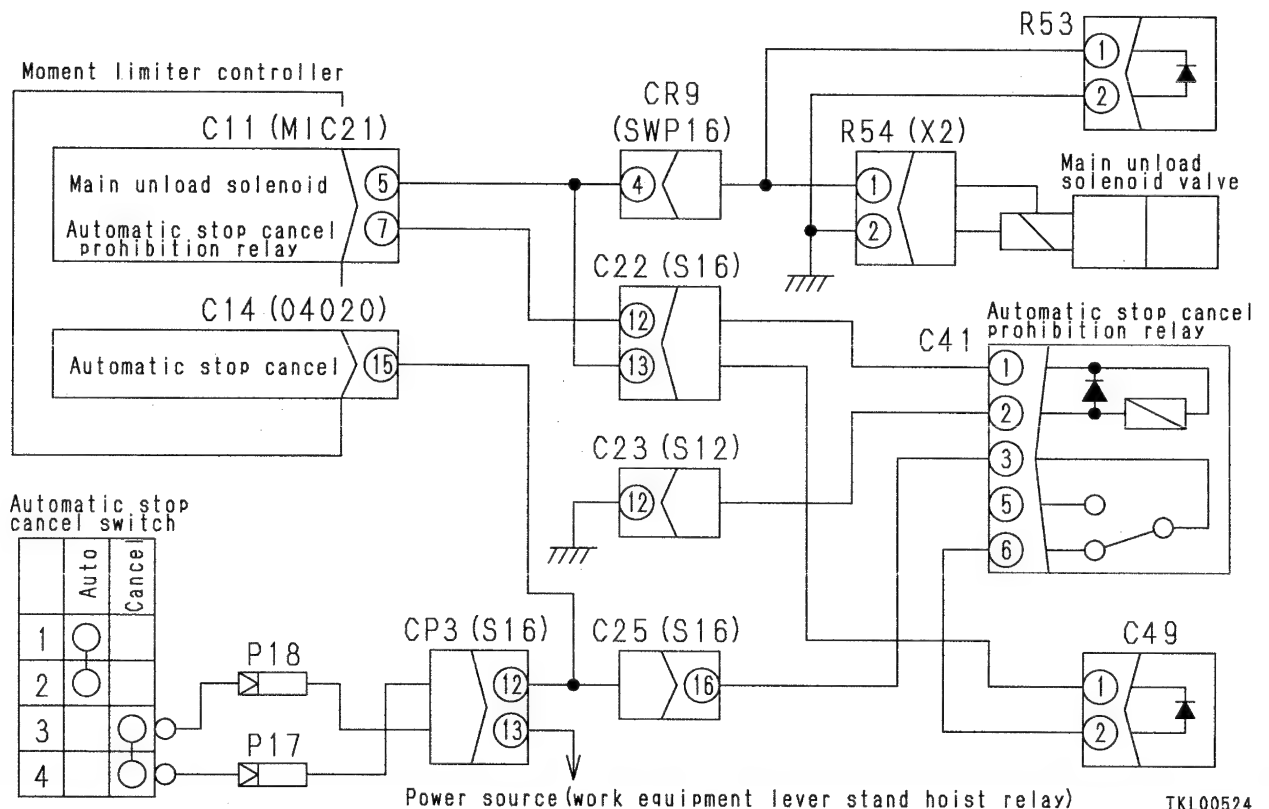 R53
1
2
Moment limiter controller
C11 (MIC21)
CR9
(SWP16)
R54 (X2)
Main unload solenoid
5
Automatic stop cancel
prohibition relay
7
4
1
2
Main unload
solenoid valve
C22 (S16)
12
13
C14 (04020)
Automatic stop cancel
15
Automatic stop cancel
prohibition relay
C41
1
2
3
5
6
C23 (S12)
12
Automatic stop
cancel switch
Auto
Cancel
1
2
3
4
P18
P17
CP3 (S16)
12
13
C25 (S16)
16
C49
1
2
Power source (work equipment lever stand hoist relay)
TKL00524